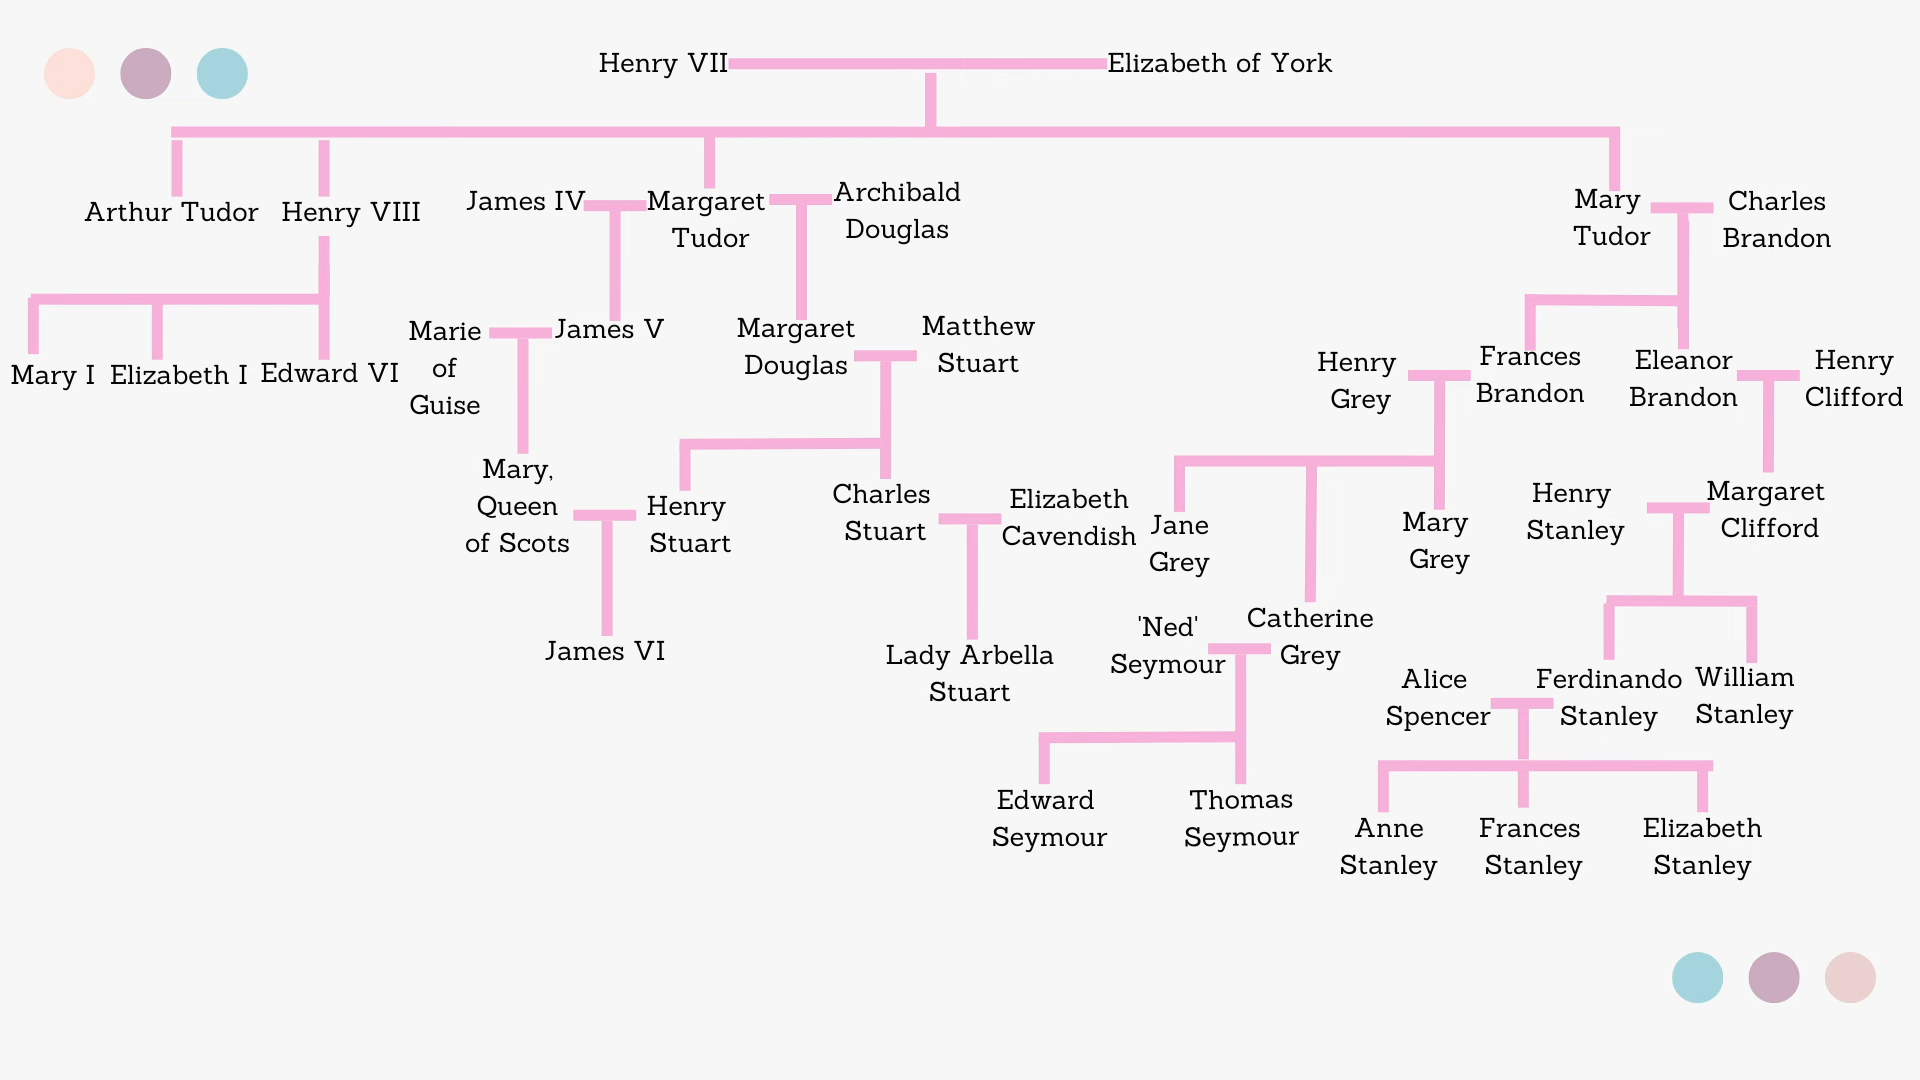 Henry VII
Elizabeth of York
Arthur Tudor
Henry VIII
James IV
Margaret
Tudor
Archibald
Douglas
Mary
Tudor
Charles
Brandon
Mary I
Elizabeth I
Edward VI
Marie
of
Guise
James V
Margaret
Douglas
Matthew
Stuart
Henry
Grey
Frances
Brandon
Eleanor
Brandon
Henry
Clifford
Mary,
Queen
of Scots
Henry
Stuart
Charles
Stuart
Elizabeth
Cavendish
Jane
Grey
Mary
Grey
Henry
Stanley
Margaret
Clifford
James VI
Lady Arbella
Stuart
'Ned'
Seymour
Catherine
Grey
Alice
Spencer
Ferdinando
Stanley
William
Stanley
Edward
Seymour
Thomas
Seymour
Anne
Stanley
Frances
Stanley
Elizabeth
Stanley